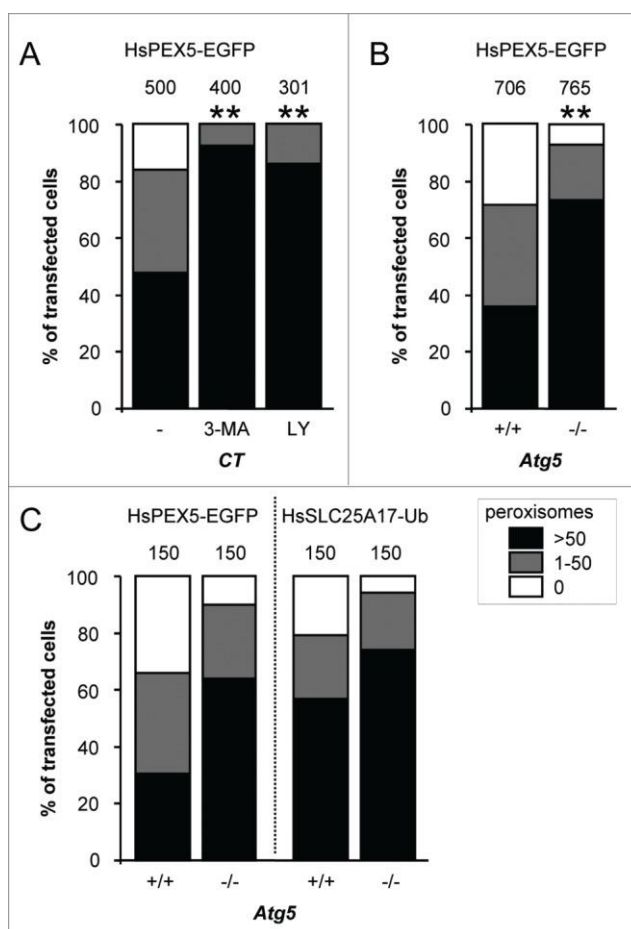 A
HsPEX5-EGFP
500 400 301
** **
100
80
60
40
20
0
% of transfected cells
- 3-MA LY
CT
B
HsPEX5-EGFP
706 765
**
100
80
60
40
20
0
% of transfected cells
+/+ -/-
Atg5
C
HsPEX5-EGFP HsSLC25A17-Ub
150 150 150 150
100
80
60
40
20
0
% of transfected cells
+/+ -/- +/+ -/-
Atg5
peroxisomes
>50
1-50
0